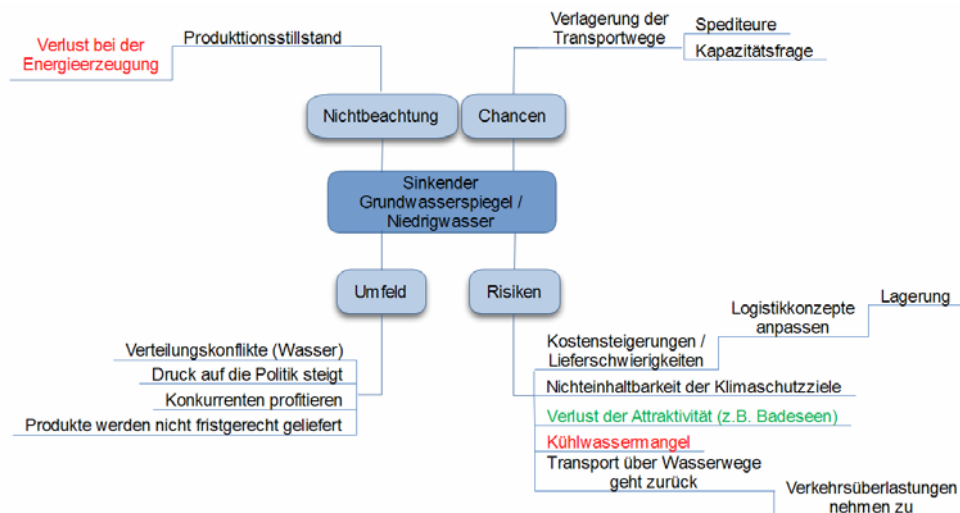 Verlust bei der
Energieerzeugung
Produkttionsstillstand
Verlagerung der
Transportwege
Spediteure
Kapazitätsfrage
Nichtbeachtung
Chancen
Sinkender
Grundwasserspiegel /
Niedrigwasser
Umfeld
Risiken
Verteilungskonflikte (Wasser)
Druck auf die Politik steigt
Konkurrenten profitieren
Produkte werden nicht fristgerecht geliefert
Kostensteigerungen /
Lieferschwierigkeiten
Logistikkonzepte
anpassen
Lagerung
Nichteinhaltbarkeit der Klimaschutzziele
Verlust der Attraktivität (z.B. Badeseen)
Kühlwassermangel
Transport über Wasserwege
geht zurück
Verkehrsüberlastungen
nehmen zu